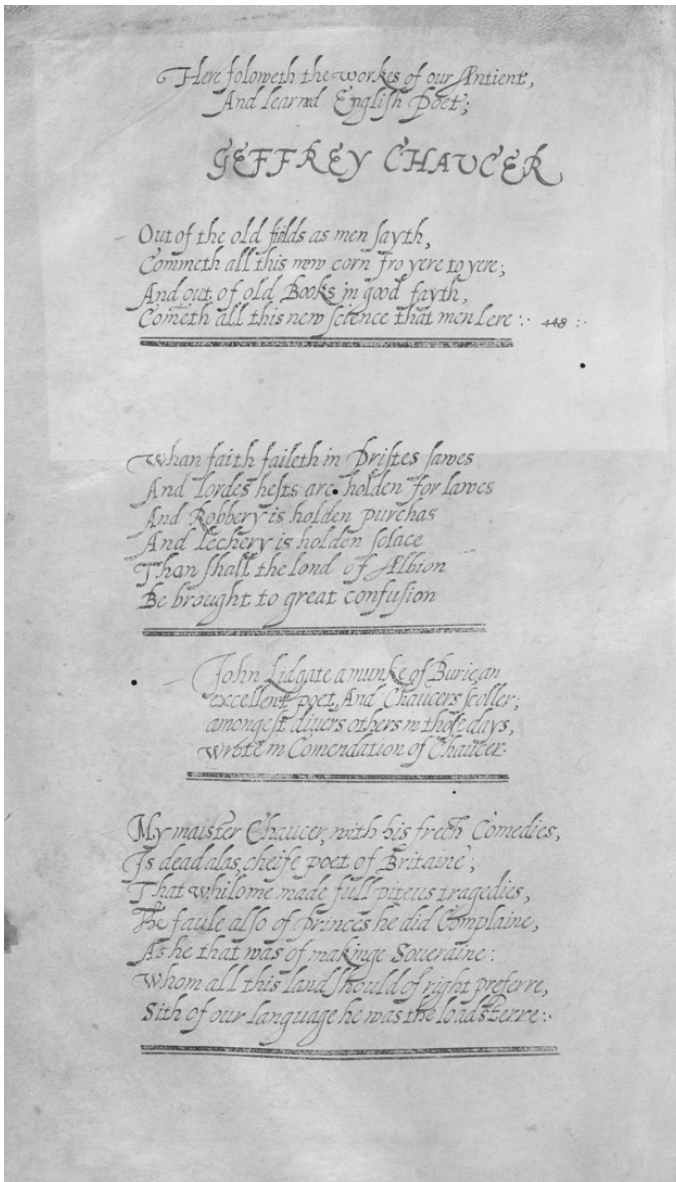 Here foloweth the workes of our Antient,
And learned English Poet;
GEFFREY CHAUCER
Out of the old fields as men sayth,
Commeth all this new corn fro yere to yere;
And out of old Books in good fayth,
Cometh all this new science that men Lere ∵ 448 :·
Whan faith faileth in Pristes sawes
And Lordes hests are holden for lawes
And Robbery is holden purchas
And Lechery is holden solace
Than shall the lond of Albion
Be brought to great confusion
John Lidgate a munke of Burie, an
excellent poet, And Chaucers scoller;
amongest divers others in those days,
wrote in Comendation of Chaucer.
My maister Chaucer, with his fresh Comedies,
Is dead alas, cheife poet of Britaine;
That whilome made full piteus tragedies,
The faule also of Princes he did Complaine,
As he that was of makinge Soveraine:
Whom all this land should of right preferre,
Sith of our language he was the loadsterre:·